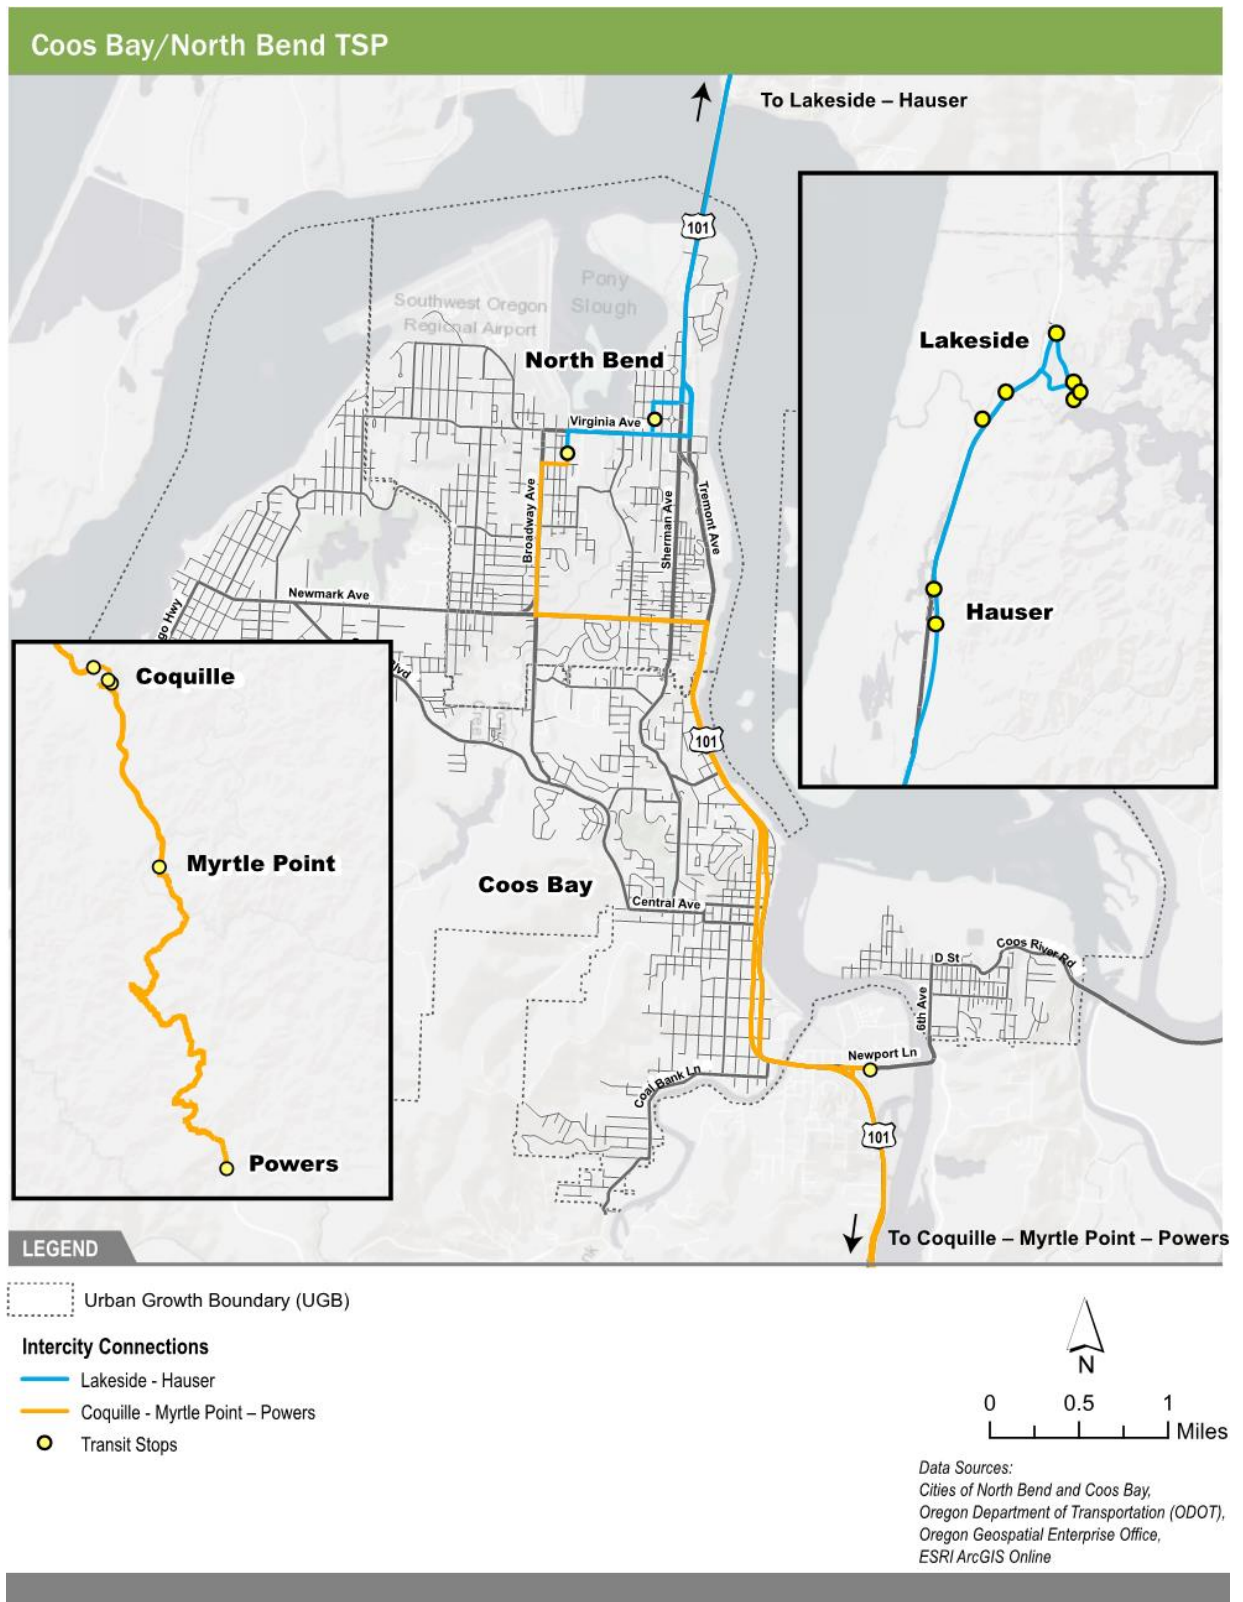 Coos Bay/North Bend TSP
To Lakeside – Hauser
101
Pony
Slough
Southwest Oregon
Regional Airport
North Bend
Virginia Ave
Lakeside
Hauser
Broadway Ave
Sherman Ave
Tremont Ave
Newmark Ave
go Hwy
lvd
Coquille
101
Myrtle Point
Coos Bay
Central Ave
Coos River Rd
D St
6th Ave
Newport Ln
Coal Bank Ln
101
Powers
To Coquille – Myrtle Point – Powers
LEGEND
Urban Growth Boundary (UGB)
Intercity Connections
Lakeside - Hauser
Coquille - Myrtle Point – Powers
Transit Stops
N
0 0.5 1
Miles
Data Sources:
Cities of North Bend and Coos Bay,
Oregon Department of Transportation (ODOT),
Oregon Geospatial Enterprise Office,
ESRI ArcGIS Online